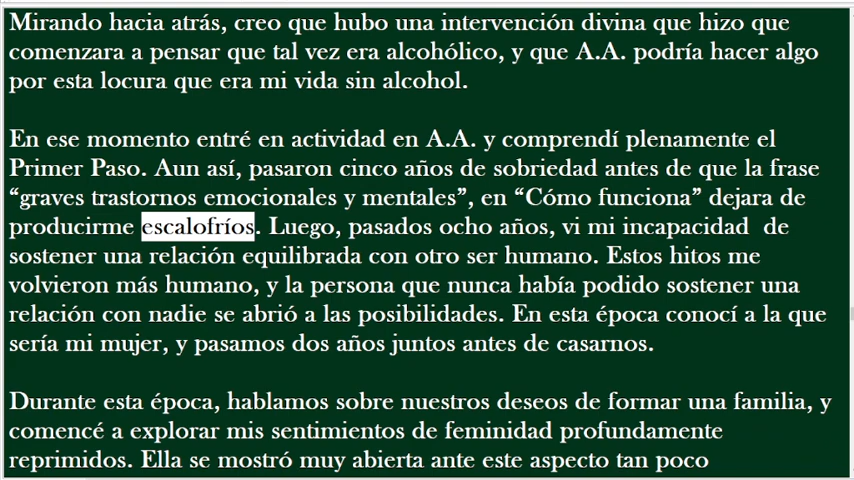 Mirando hacia atrás, creo que hubo una intervención divina que hizo que
comenzara a pensar que tal vez era alcohólico, y que A.A. podría hacer algo
por esta locura que era mi vida sin alcohol.
En ese momento entré en actividad en A.A. y comprendí plenamente el
Primer Paso. Aun así, pasaron cinco años de sobriedad antes de que la frase
“graves trastornos emocionales y mentales”, en “Cómo funciona” dejara de
producirme escalofríos. Luego, pasados ocho años, vi mi incapacidad  de
sostener una relación equilibrada con otro ser humano. Estos hitos me
volvieron más humano, y la persona que nunca había podido sostener una
relación con nadie se abrió a las posibilidades. En esta época conocí a la que
sería mi mujer, y pasamos dos años juntos antes de casarnos.
Durante esta época, hablamos sobre nuestros deseos de formar una familia, y
comencé a explorar mis sentimientos de feminidad profundamente
reprimidos. Ella se mostró muy abierta ante este aspecto tan poco